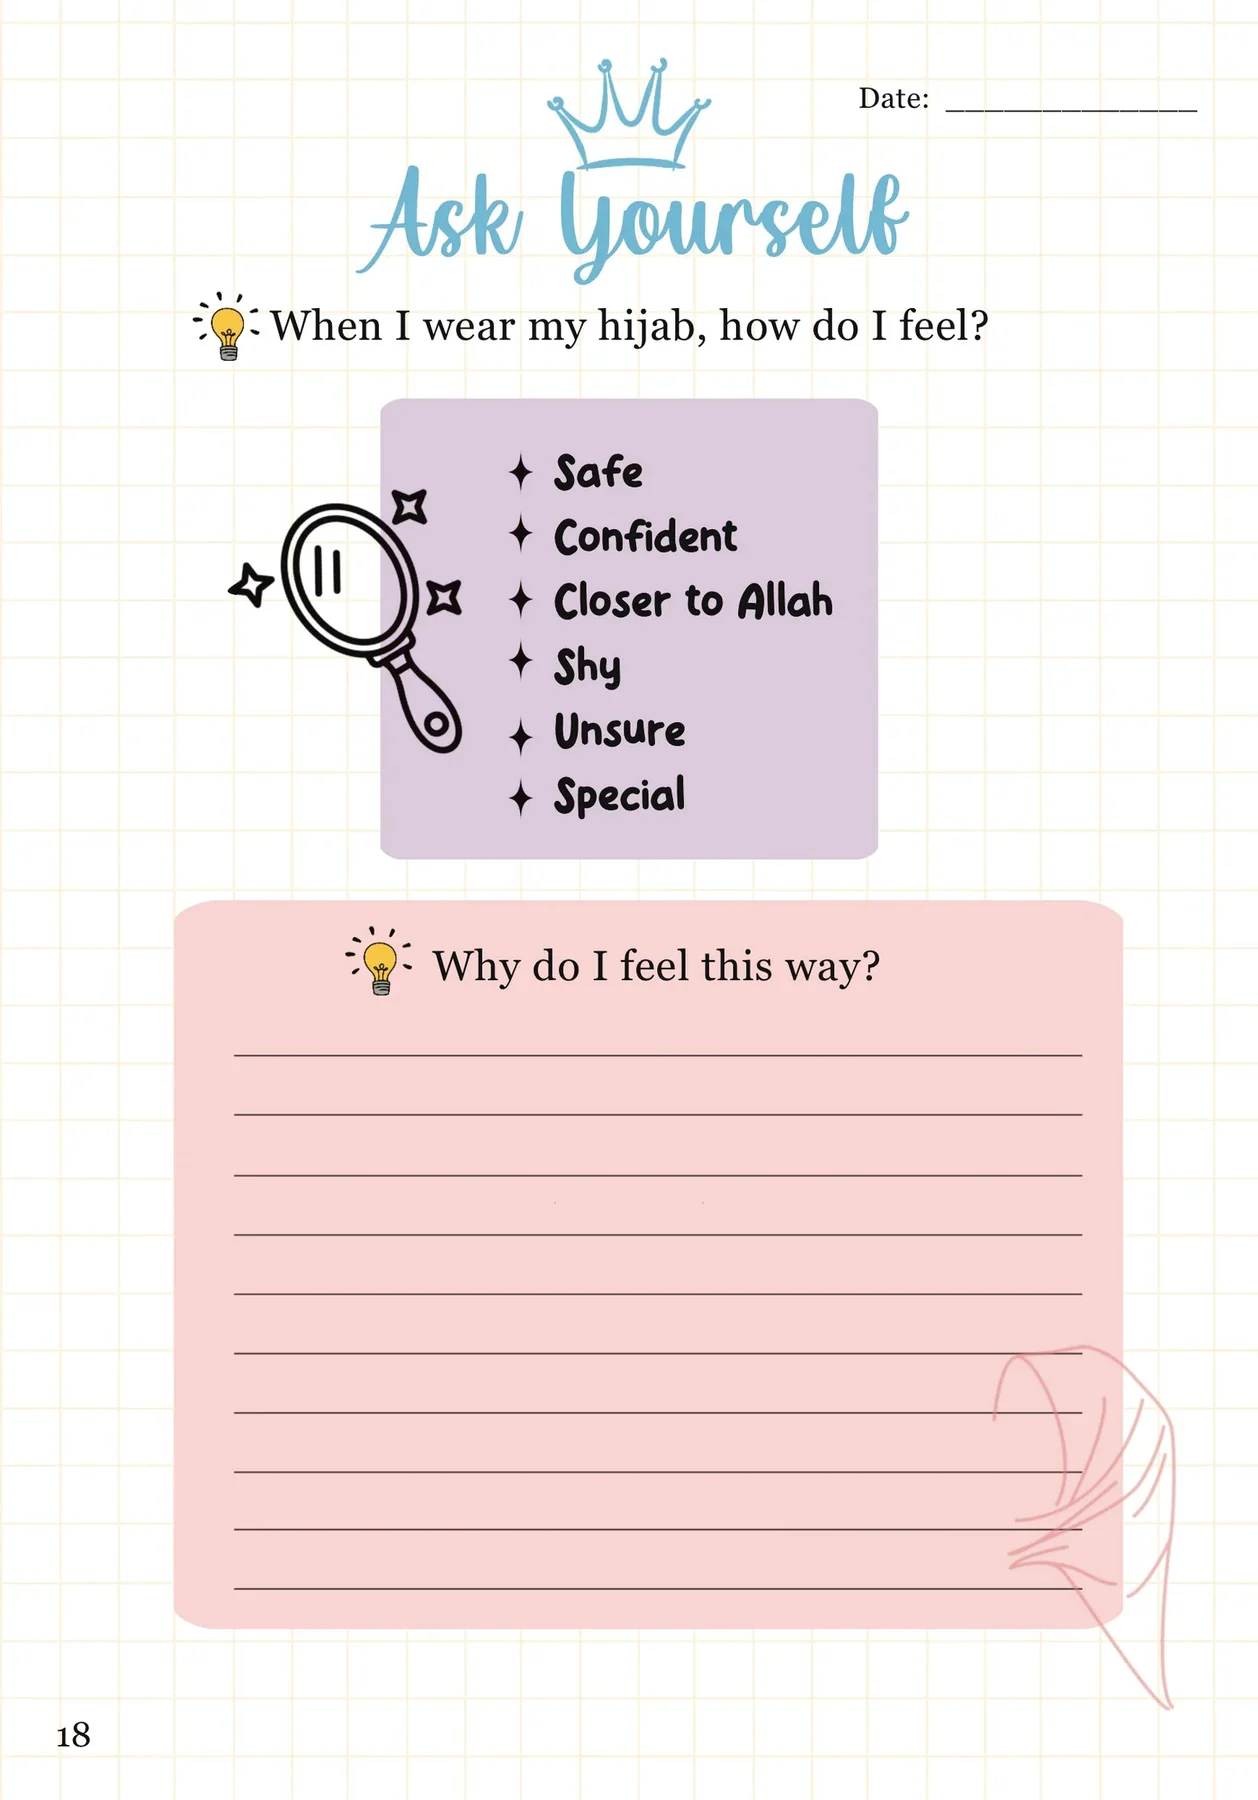 Date: _____________
Ask Yourself
When I wear my hijab, how do I feel?
Safe
Confident
Closer to Allah
Shy
Unsure
Special
Why do I feel this way?
18